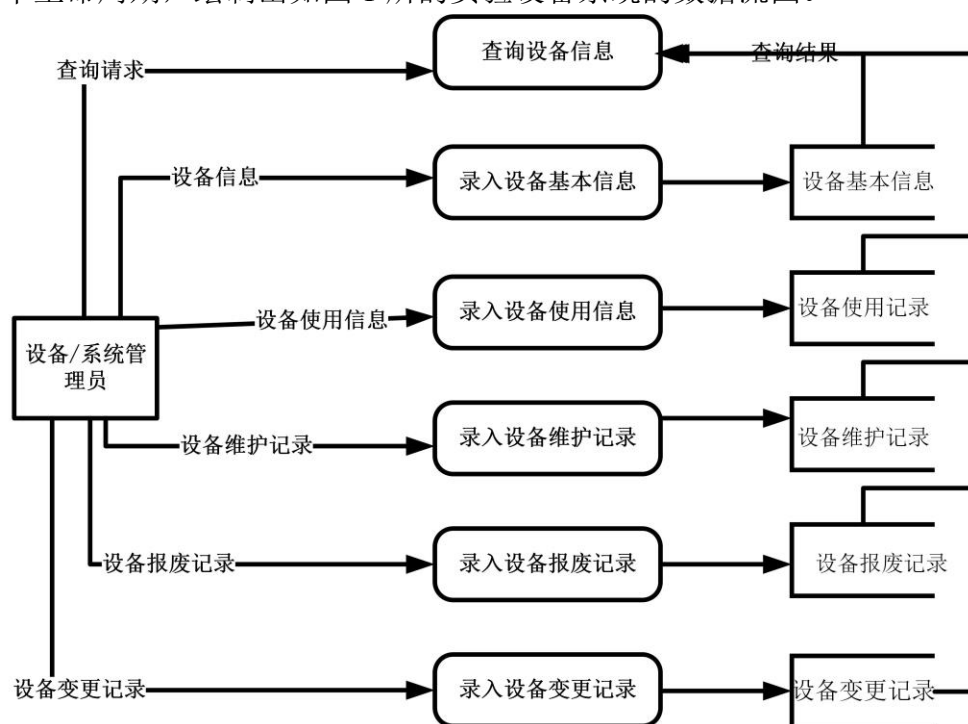 查询设备信息
查询结果
查询请求
设备信息
录入设备基本信息
设备基本信息
设备使用信息
录入设备使用信息
设备使用记录
设备/系统管
理员
设备维护记录
录入设备维护记录
设备维护记录
设备报废记录
录入设备报废记录
设备报废记录
设备变更记录
录入设备变更记录
设备变更记录